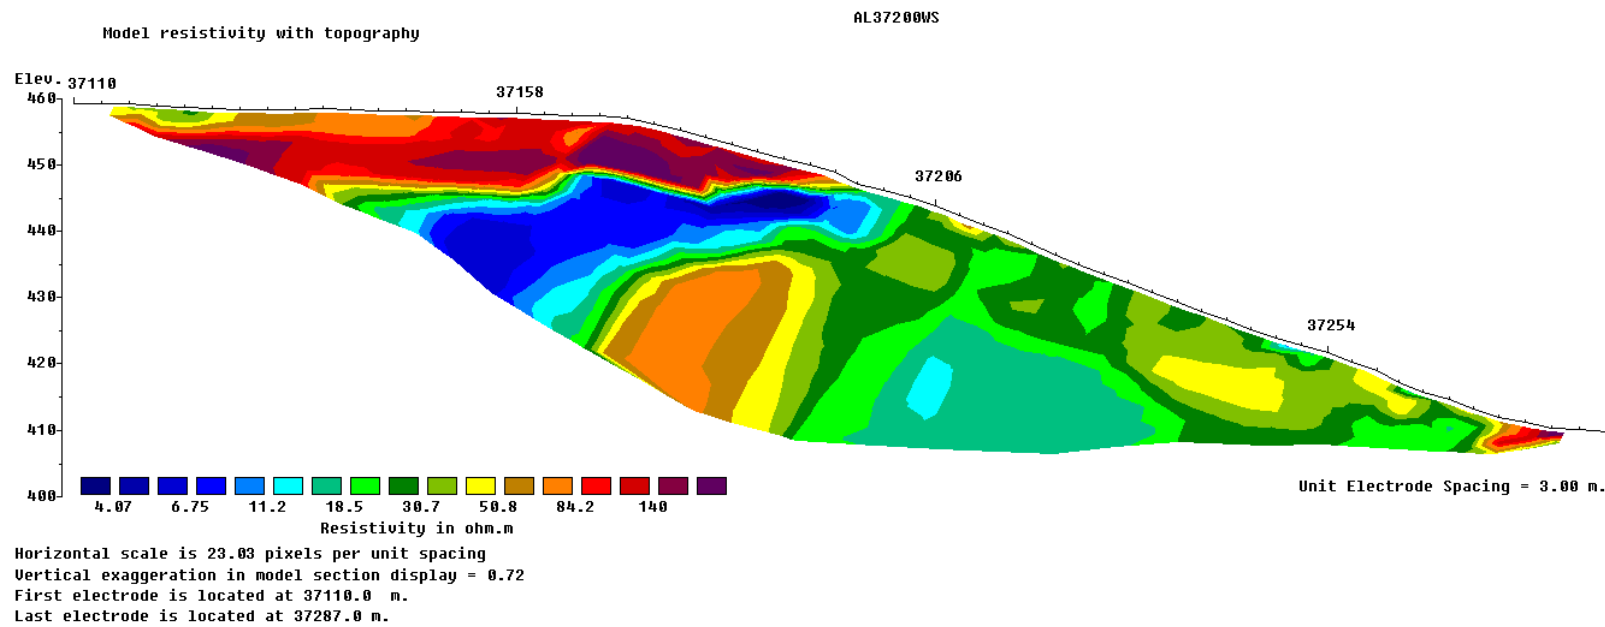 AL37200WS
Model resistivity with topography
Elev. 37110
37158
460
450
37206
440
430
37254
420
410
400
4.07 6.75 11.2 18.5 30.7 50.8 84.2 140
Unit Electrode Spacing = 3.00 m.
Resistivity in ohm.m
Horizontal scale is 23.03 pixels per unit spacing
Vertical exaggeration in model section display = 0.72
First electrode is located at 37110.0 m.
Last electrode is located at 37287.0 m.